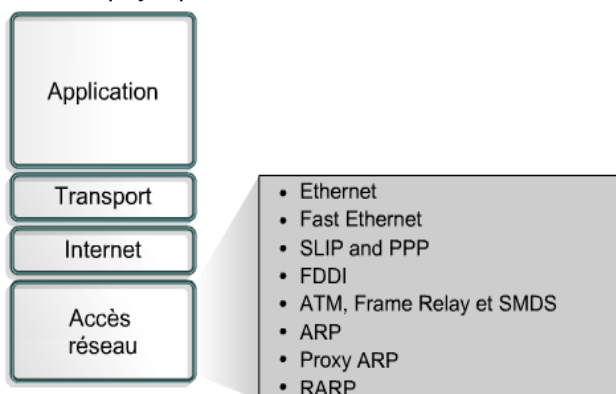 Application
Transport
Internet
Accès
réseau
• Ethernet
• Fast Ethernet
• SLIP and PPP
• FDDI
• ATM, Frame Relay et SMDS
• ARP
• Proxy ARP
• RARP